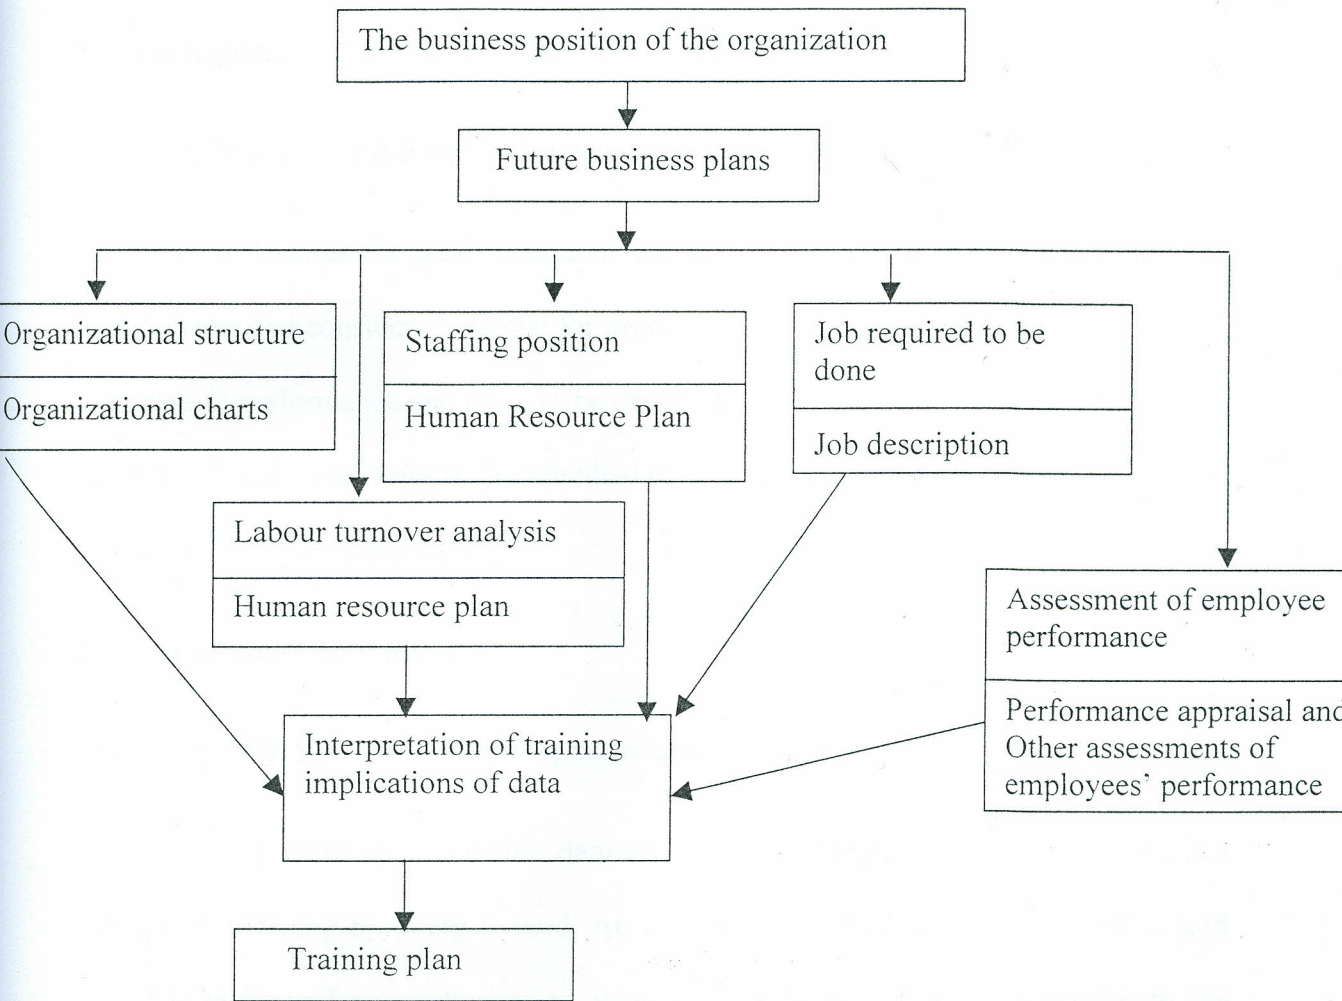 The business position of the organization
Future business plans
Organizational structure
Organizational charts
Staffing position
Human Resource Plan
Job required to be
done
Job description
Labour turnover analysis
Human resource plan
Assessment of employee
performance
Performance appraisal and
Other assessments of
employees' performance
Interpretation of training
implications of data
Training plan